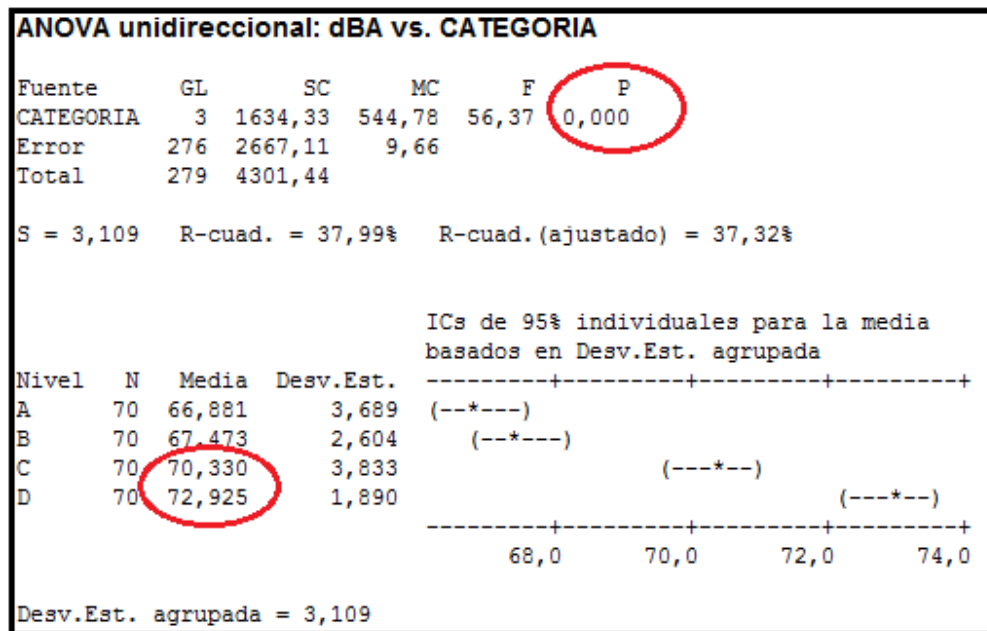 ANOVA unidireccional: dBA vs. CATEGORIA
Fuente GL SC MC F P
CATEGORIA 3 1634,33 544,78 56,37 0,000
Error 276 2667,11 9,66
Total 279 4301,44
S = 3,109 R-cuad. = 37,99% R-cuad.(ajustado) = 37,32%
ICs de 95% individuales para la media
basados en Desv.Est. agrupada
Nivel N Media Desv.Est. ---------+---------+---------+---------+
A 70 66,881 3,689 (--*---)
B 70 67,473 2,604 (--*---)
C 70 70,330 3,833 (---*--)
D 70 72,925 1,890 (---*--)
---------+---------+---------+---------+
68,0 70,0 72,0 74,0
Desv.Est. agrupada = 3,109